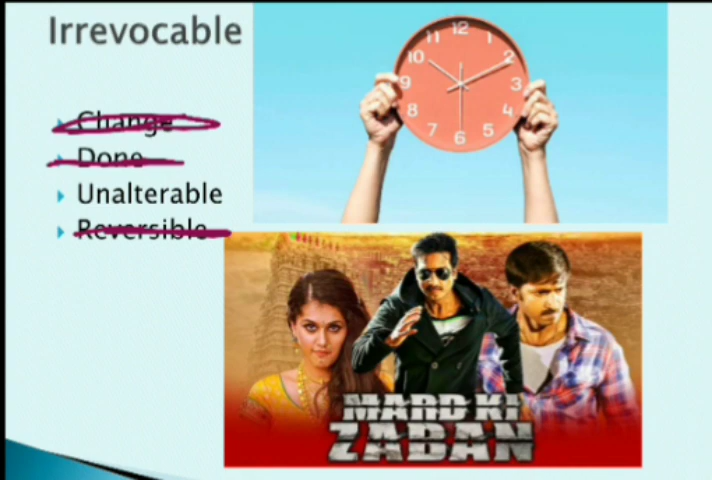 Irrevocable
Change
Done
Unalterable
Reversible
12
11 1
10 2
9 3
8 4
7 5
6
MARD KI
ZABAN